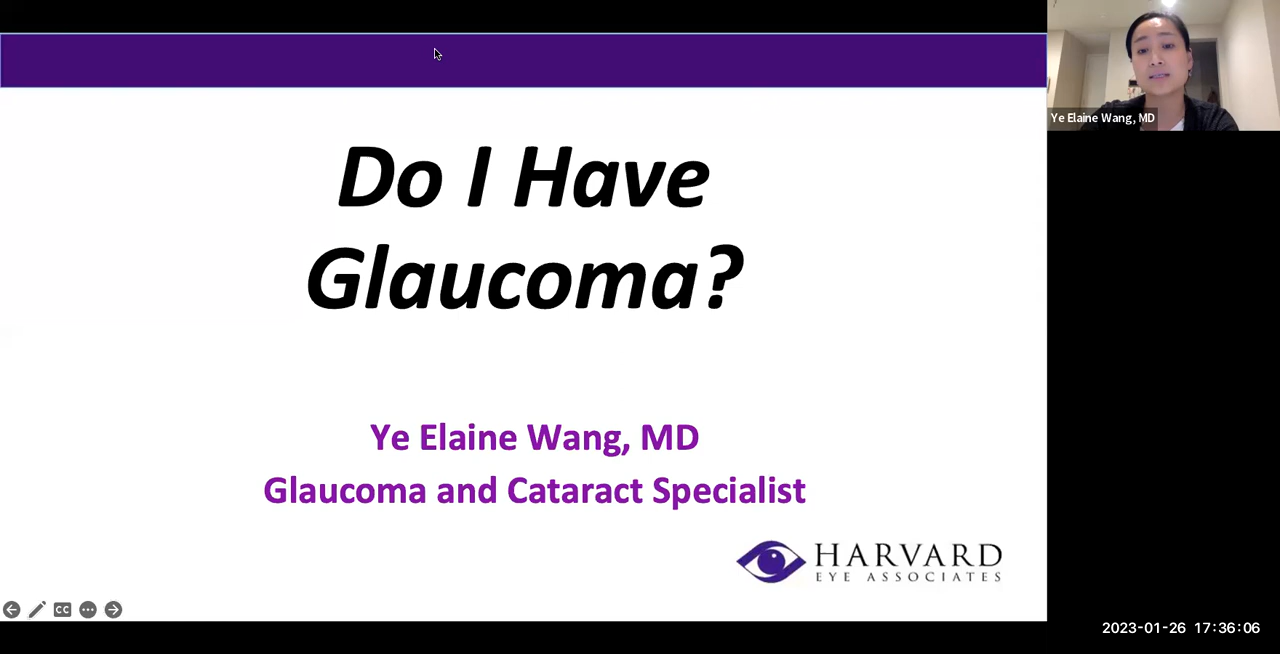 Ye Elaine Wang, MD
Do I Have
Glaucoma?
Ye Elaine Wang, MD
Glaucoma and Cataract Specialist
HARVARD
EYE ASSOCIATES
CC
2023-01-26 17:36:06